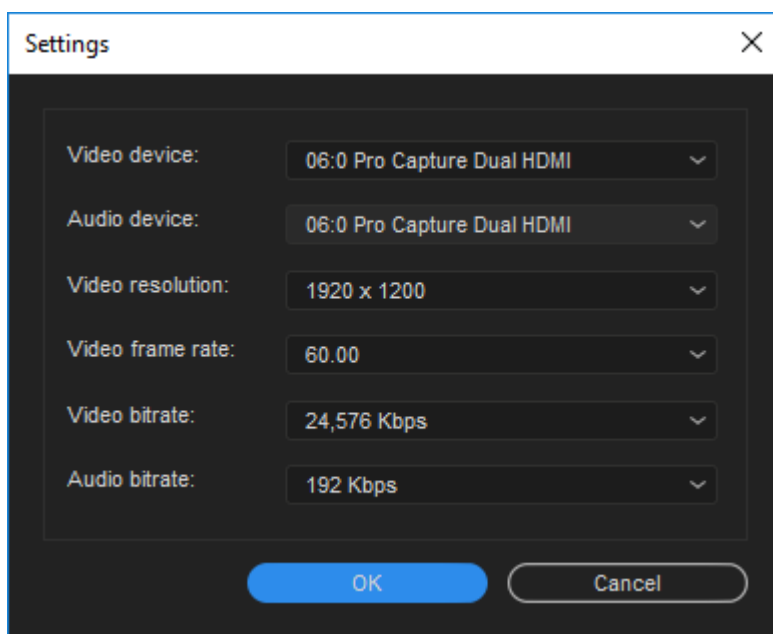 Settings
Video device: 06:0 Pro Capture Dual HDMI
Audio device: 06:0 Pro Capture Dual HDMI
Video resolution: 1920 x 1200
Video frame rate: 60.00
Video bitrate: 24,576 Kbps
Audio bitrate: 192 Kbps
OK Cancel